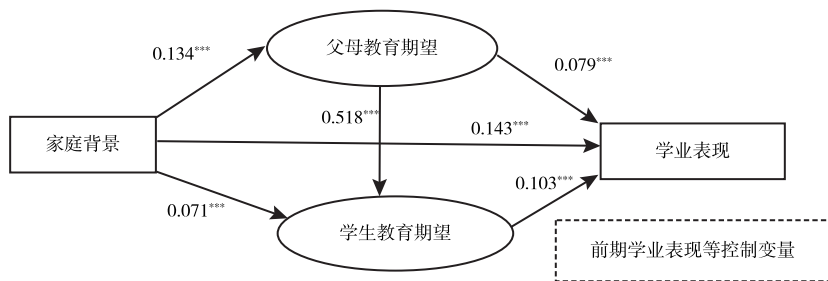 父母教育期望
0.134***
0.079***
0.518***
0.143***
家庭背景
学业表现
0.103***
0.071***
学生教育期望
前期学业表现等控制变量